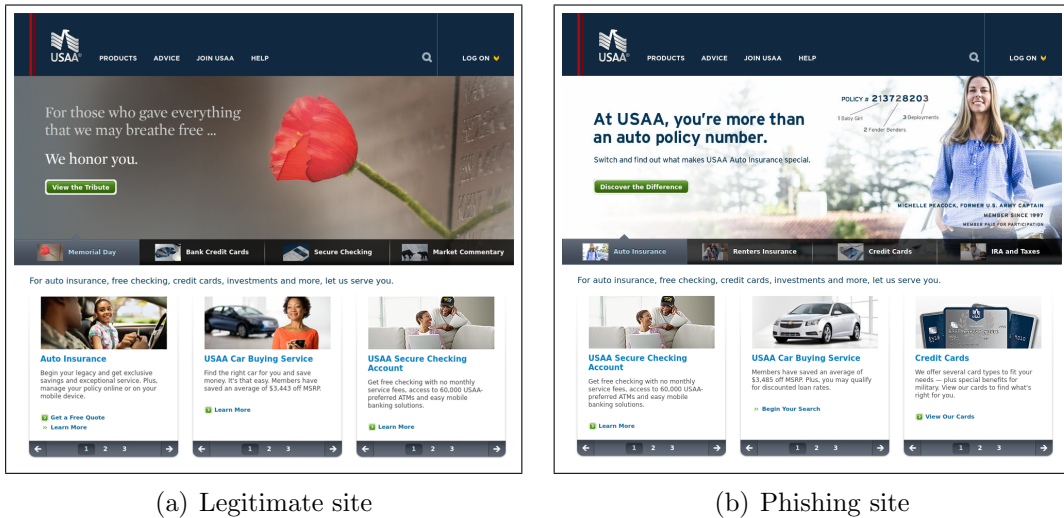 USAA®
PRODUCTS ADVICE JOIN USAA HELP
LOG ON
For those who gave everything
that we may breathe free ...
We honor you.
View the Tribute
Memorial Day
Bank Credit Cards
Secure Checking
Market Commentary
For auto insurance, free checking, credit cards, investments and more, let us serve you.
Auto Insurance
Begin your legacy and get exclusive
savings and exceptional service. Plus,
manage your policy online or on your
mobile device.
Get a Free Quote
» Learn More
1 2 3
USAA Car Buying Service
Find the right car for you and save
money. It's that easy. Members have
saved an average of $3,443 off MSRP.
Learn More
1 2 3
USAA Secure Checking
Account
Get free checking with no monthly
service fees, access to 60,000 USAA-
preferred ATMs and easy mobile
banking solutions.
Learn More
1 2 3
(a) Legitimate site
USAA®
PRODUCTS ADVICE JOIN USAA HELP
LOG ON
At USAA, you're more than
an auto policy number.
Switch and find out what makes USAA Auto Insurance special.
Discover the Difference
POLICY # 213728203
1 Baby Girl
3 Deployments
2 Fender Benders
MICHELLE PEACOCK, FORMER U.S. ARMY CAPTAIN
MEMBER SINCE 1997
MEMBER PAID FOR PARTICIPATION
Auto Insurance
Renters Insurance
Credit Cards
IRA and Taxes
For auto insurance, free checking, credit cards, investments and more, let us serve you.
USAA Secure Checking
Account
Get free checking with no monthly
service fees, access to 60,000 USAA-
preferred ATMs and easy mobile
banking solutions.
Learn More
1 2 3
USAA Car Buying Service
Members have saved an average of
$3,485 off MSRP. Plus, you may qualify
for discounted loan rates.
» Begin Your Search
1 2 3
USAA
Credit Cards
We offer several card types to fit your
needs — plus special benefits for
military. View our cards to find what's
right for you.
View Our Cards
1 2 3
(b) Phishing site